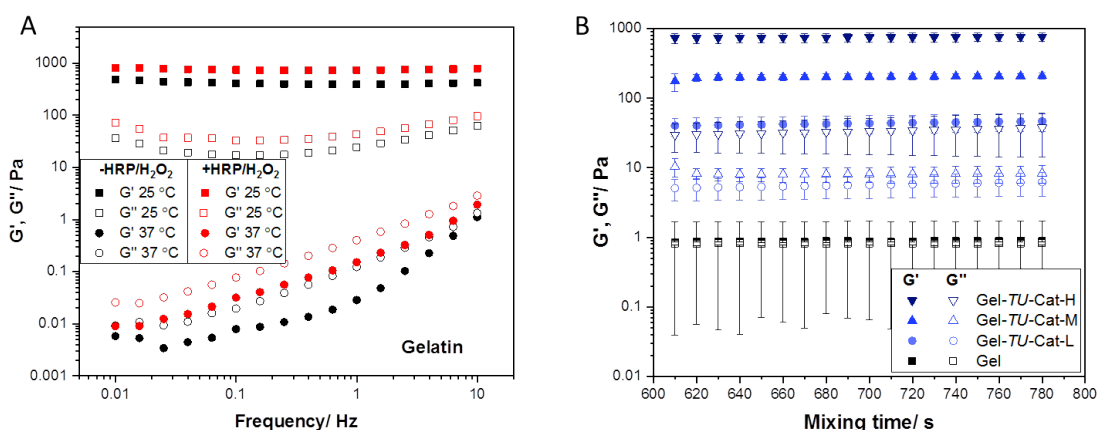 A
1000
100
10
1
0.1
0.01
0.001
G', G''/ Pa
-HRP/H₂O₂ +HRP/H₂O₂
G' 25 °C G' 25 °C
G'' 25 °C G'' 25 °C
G' 37 °C G' 37 °C
G'' 37 °C G'' 37 °C
Gelatin
0.01 0.1 1 10
Frequency/ Hz
B
1000
100
10
1
0.1
0.01
G', G''/ Pa
G' G''
Gel-TU-Cat-H
Gel-TU-Cat-M
Gel-TU-Cat-L
Gel
600 620 640 660 680 700 720 740 760 780 800
Mixing time/ s